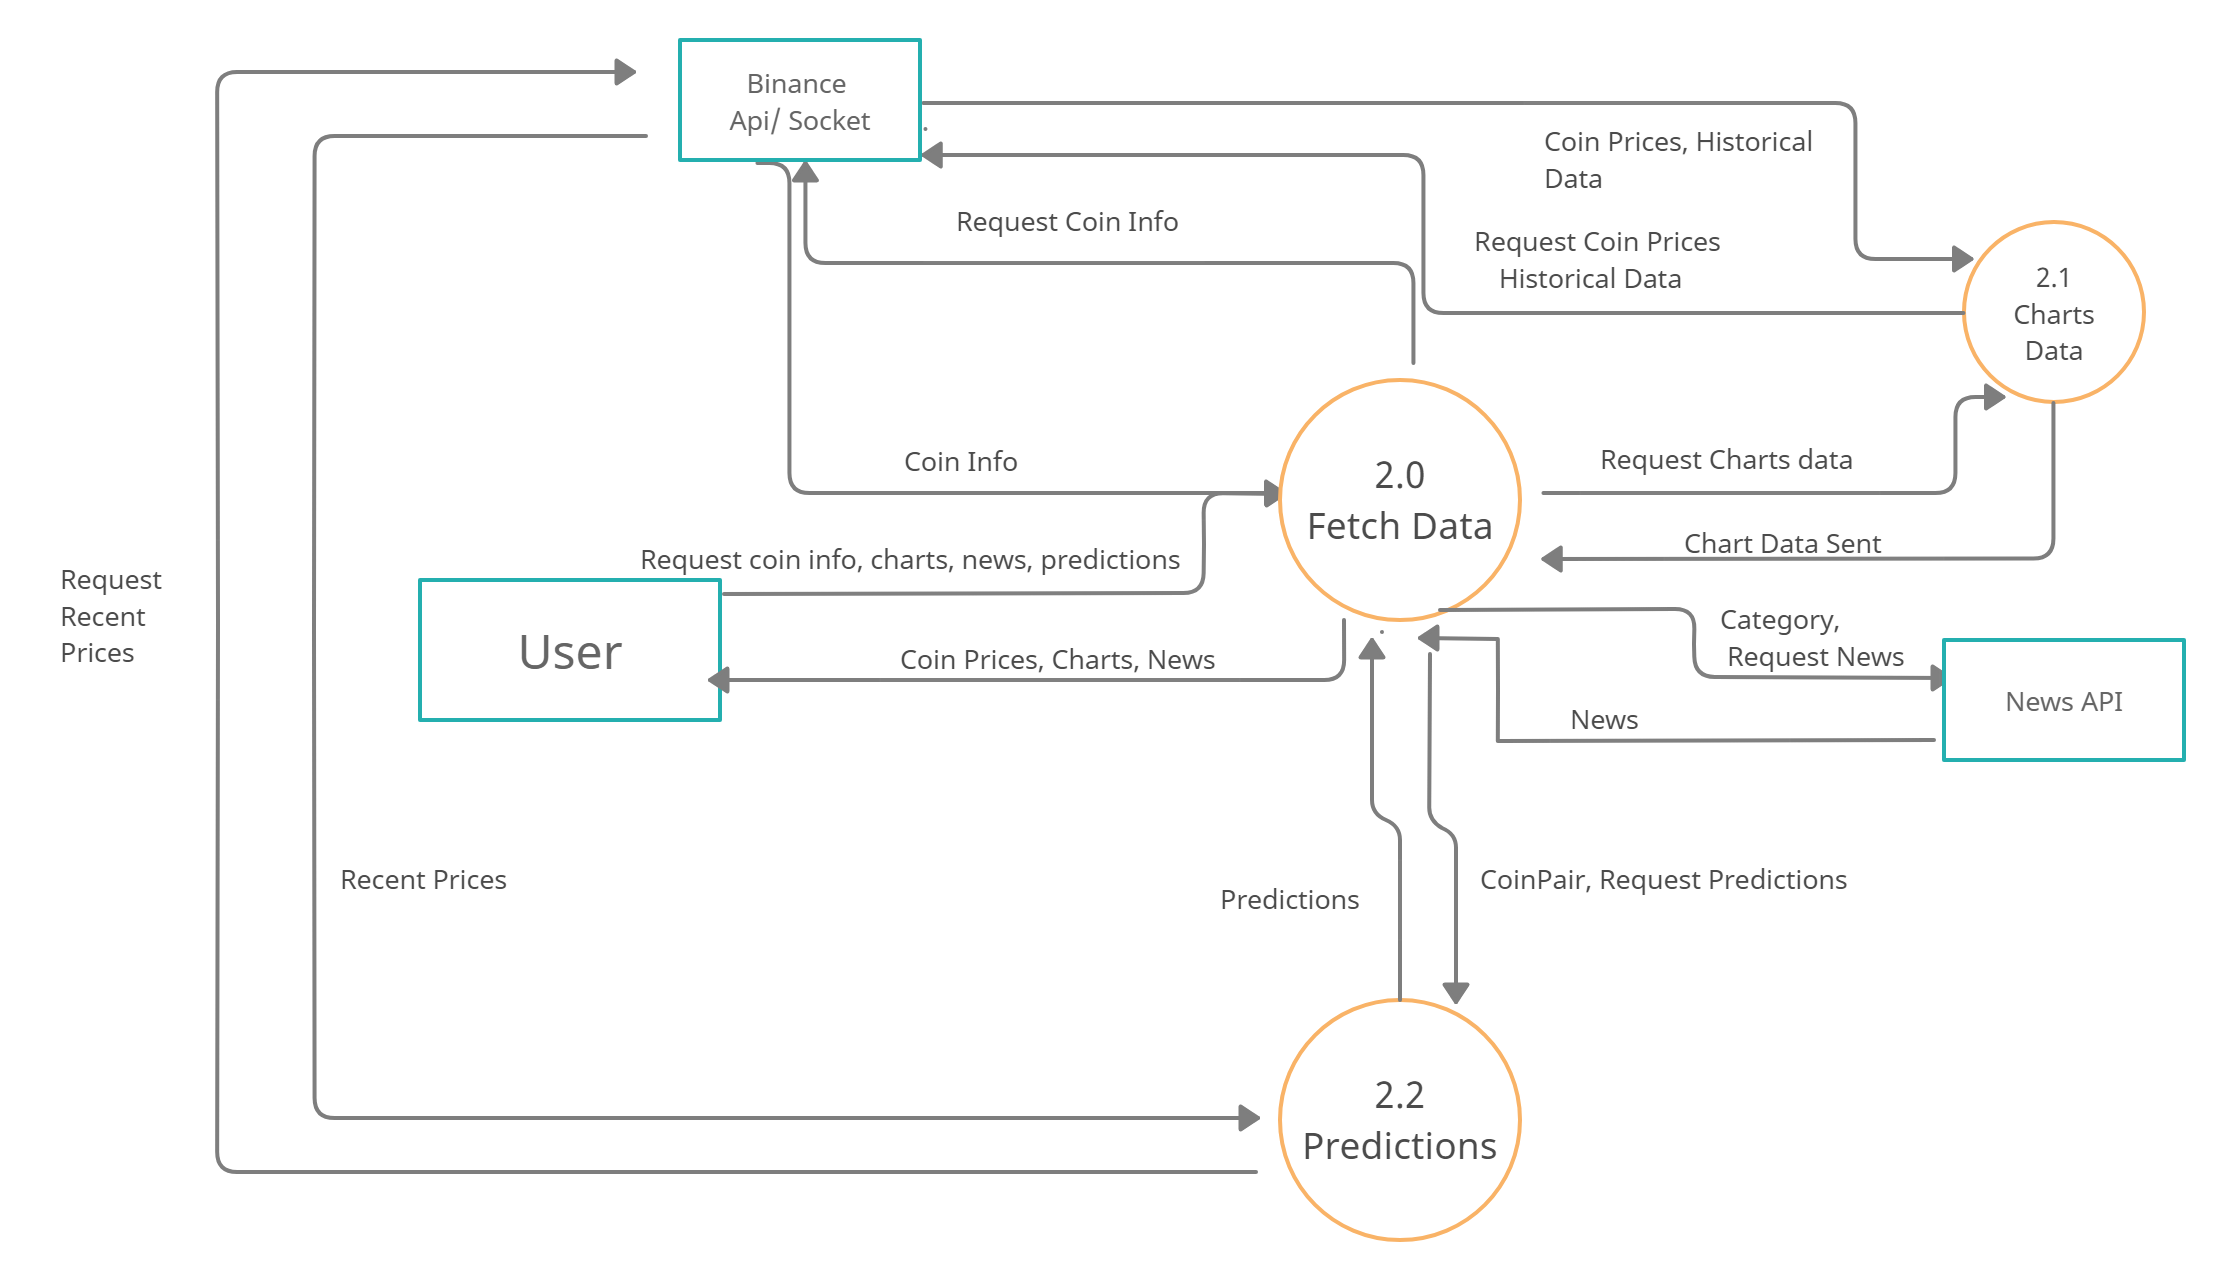 Binance
Api/ Socket
Coin Prices, Historical
Data
Request Coin Info
Request Coin Prices
Historical Data
2.1
Charts
Data
Coin Info
2.0
Fetch Data
Request Charts data
Chart Data Sent
Request coin info, charts, news, predictions
Request
Recent
Prices
User
Coin Prices, Charts, News
Category,
Request News
News API
News
Recent Prices
Predictions
CoinPair, Request Predictions
2.2
Predictions